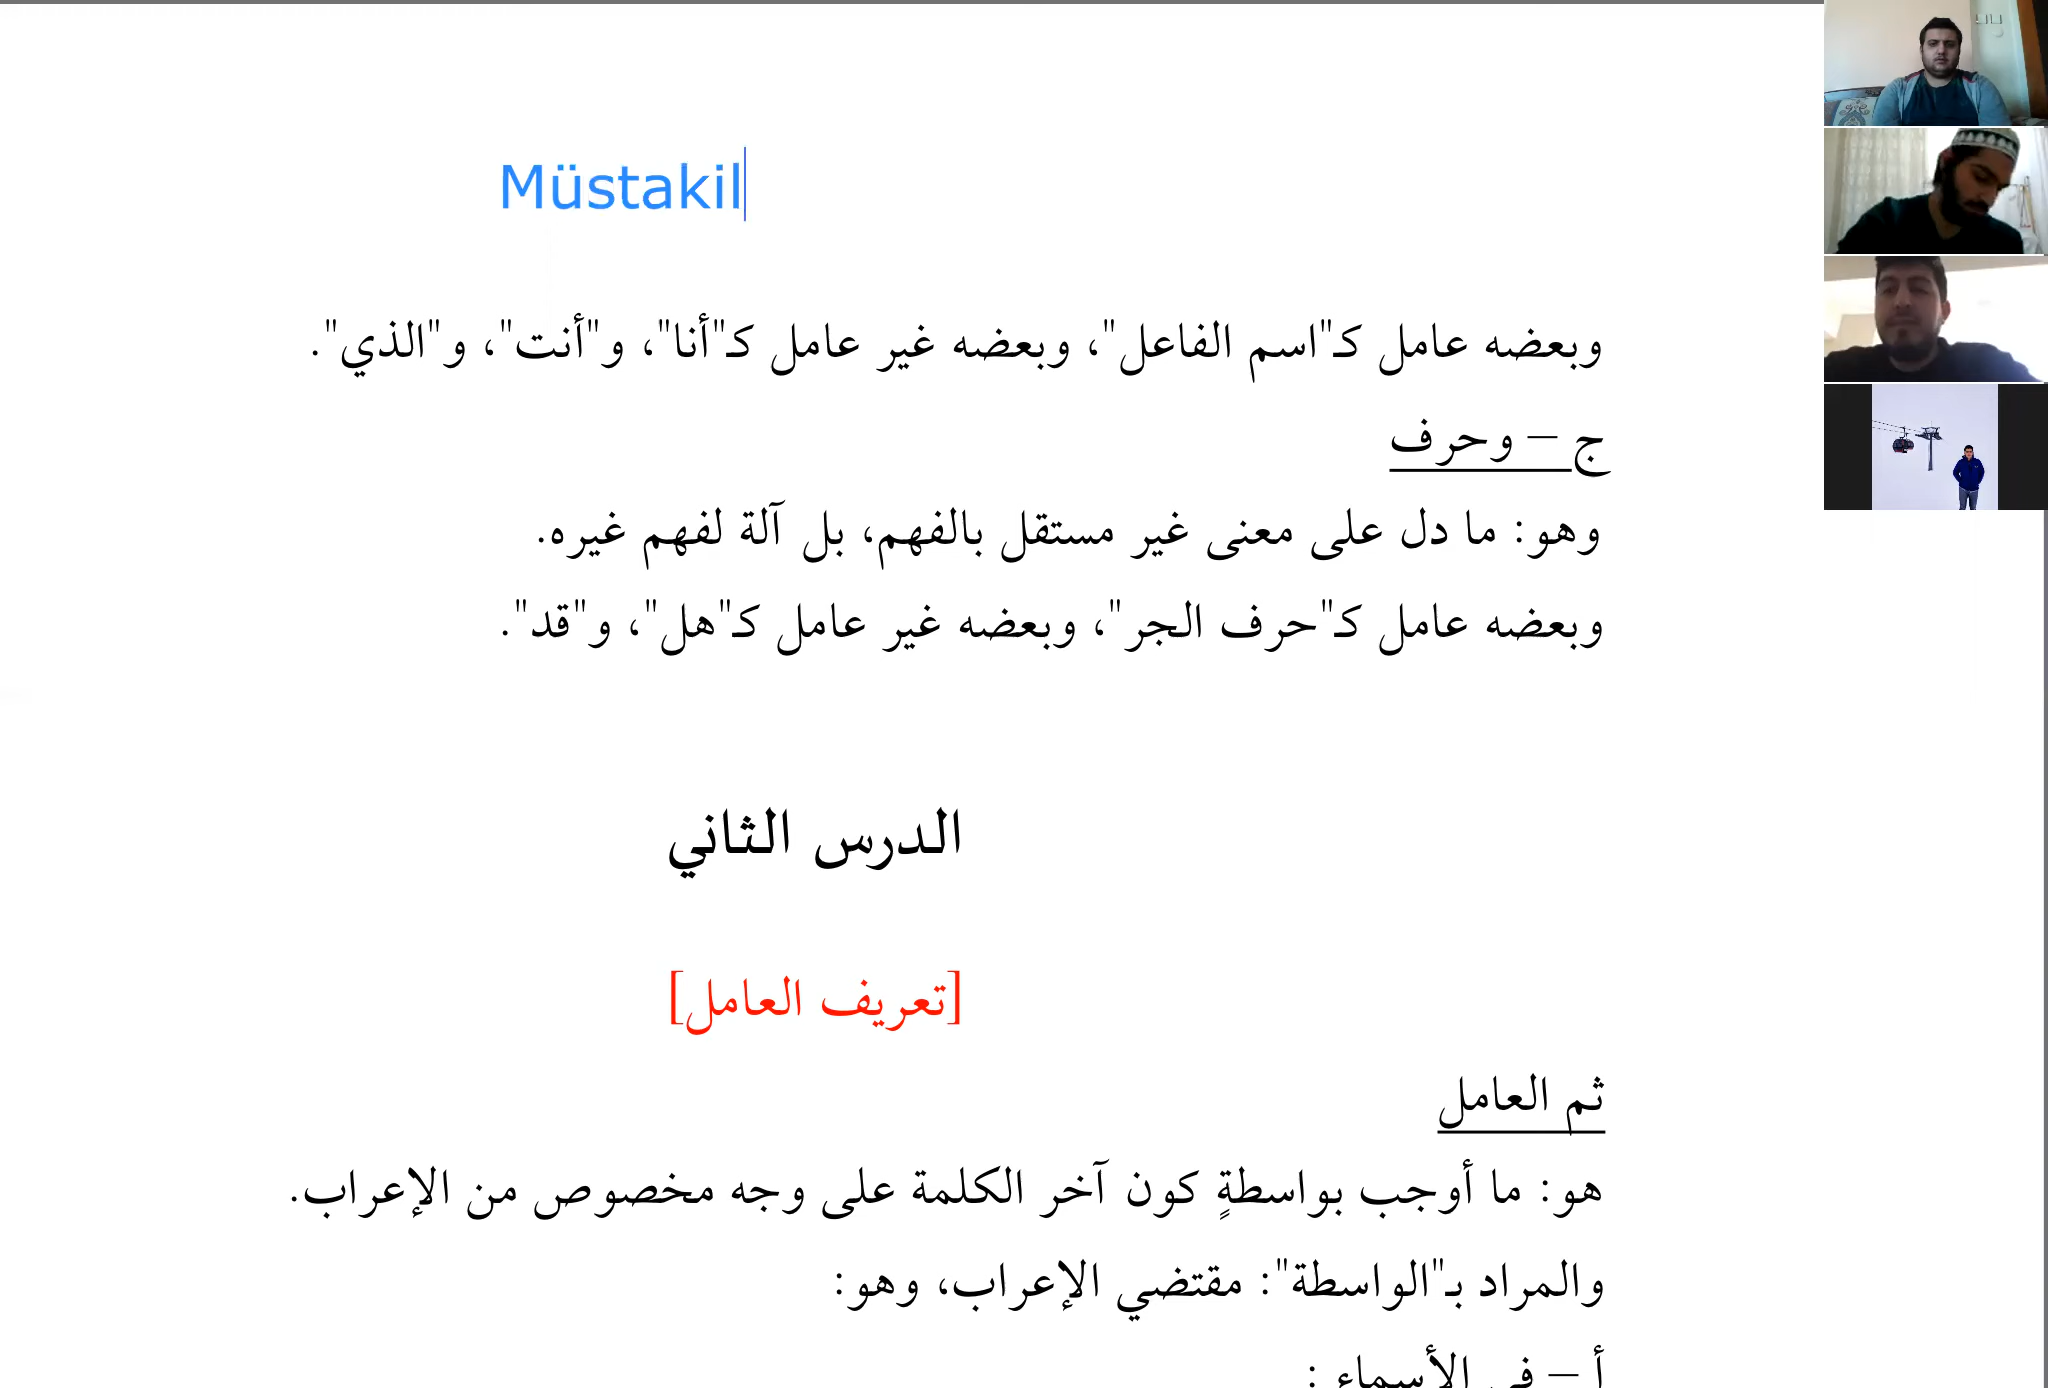 Müstakil
وبعضه عامل كـ"اسم الفاعل"، وبعضه غير عامل كـ"أنا"، و"أنت"، و"الذي".
ج – وحرف
وهو: ما دل على معنى غير مستقل بالفهم، بل آلة لفهم غيره.
وبعضه عامل كـ"حرف الجر"، وبعضه غير عامل كـ"هل"، و"قد".
الدرس الثاني
[تعريف العامل]
ثم العامل
هو: ما أوجب بواسطةٍ كون آخر الكلمة على وجه مخصوص من الإعراب.
والمراد بـ"الواسطة": مقتضي الإعراب، وهو:
أ – في الأسماء :